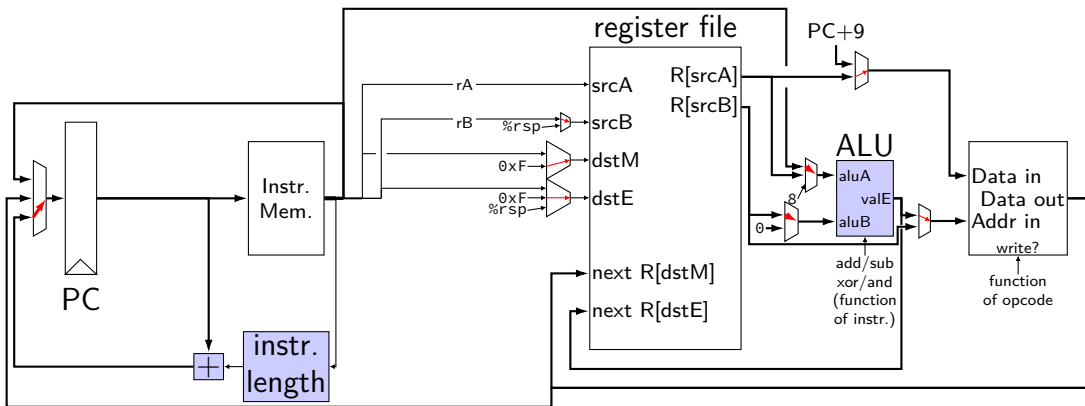 register file
PC+9
R[srcA]
rA
srcA
R[srcB]
rB
%rsp
srcB
ALU
0xF
dstM
Instr.
Mem.
aluA
Data in
8
valE
Data out
0xF
dstE
%rsp
0
aluB
Addr in
write?
add/sub
xor/and
(function
of instr.)
function
of opcode
next R[dstM]
PC
next R[dstE]
+
instr.
length